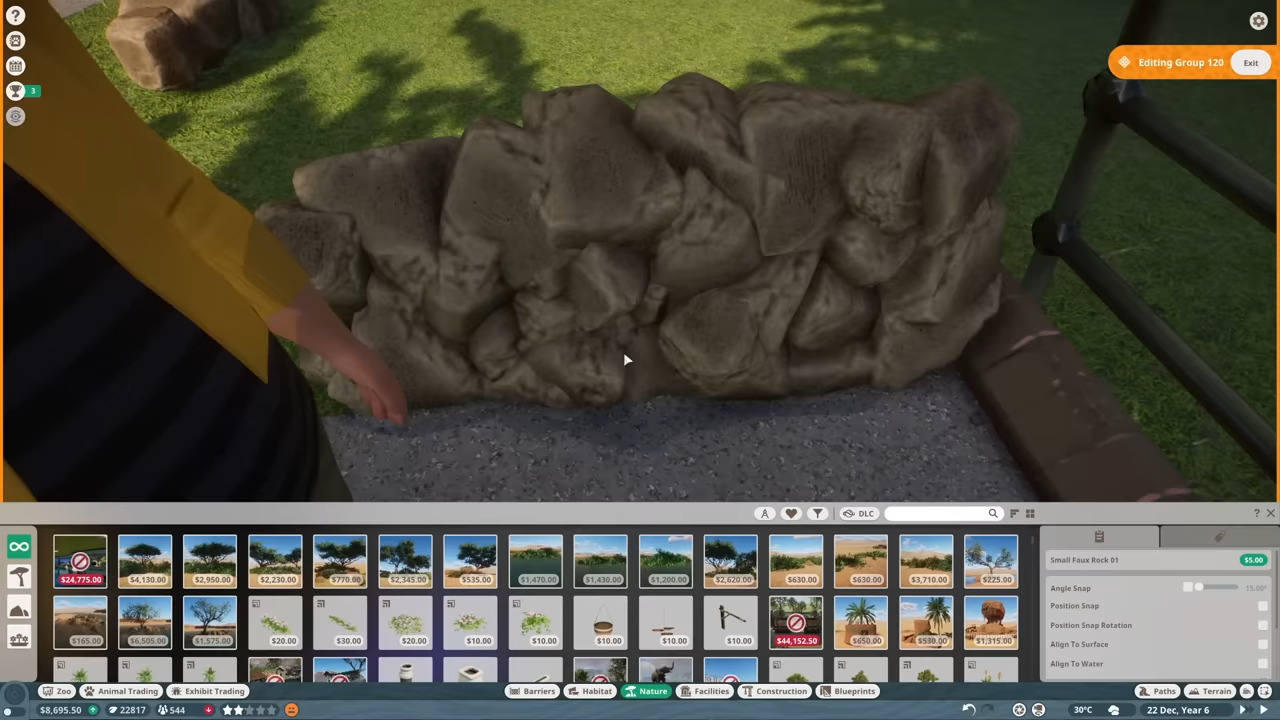 ?
Editing Group 120
Exit
3
DLC
?
$24,775.00
$4,130.00
$2,950.00
$2,230.00
$770.00
$2,345.00
$535.00
$1,470.00
$1,430.00
$1,200.00
$2,620.00
$630.00
$630.00
$3,710.00
$225.00
$165.00
$6,505.00
$1,575.00
$20.00
$30.00
$20.00
$10.00
$10.00
$10.00
$10.00
$10.00
$44,152.50
$650.00
$530.00
$1,315.00
Small Faux Rock 01
$5.00
Angle Snap
15.00°
Position Snap
Position Snap Rotation
Align To Surface
Align To Water
Zoo
Animal Trading
Exhibit Trading
Barriers
Habitat
Nature
Facilities
Construction
Blueprints
Paths
Terrain
$8,695.50
22817
544
30°C
22 Dec, Year 6